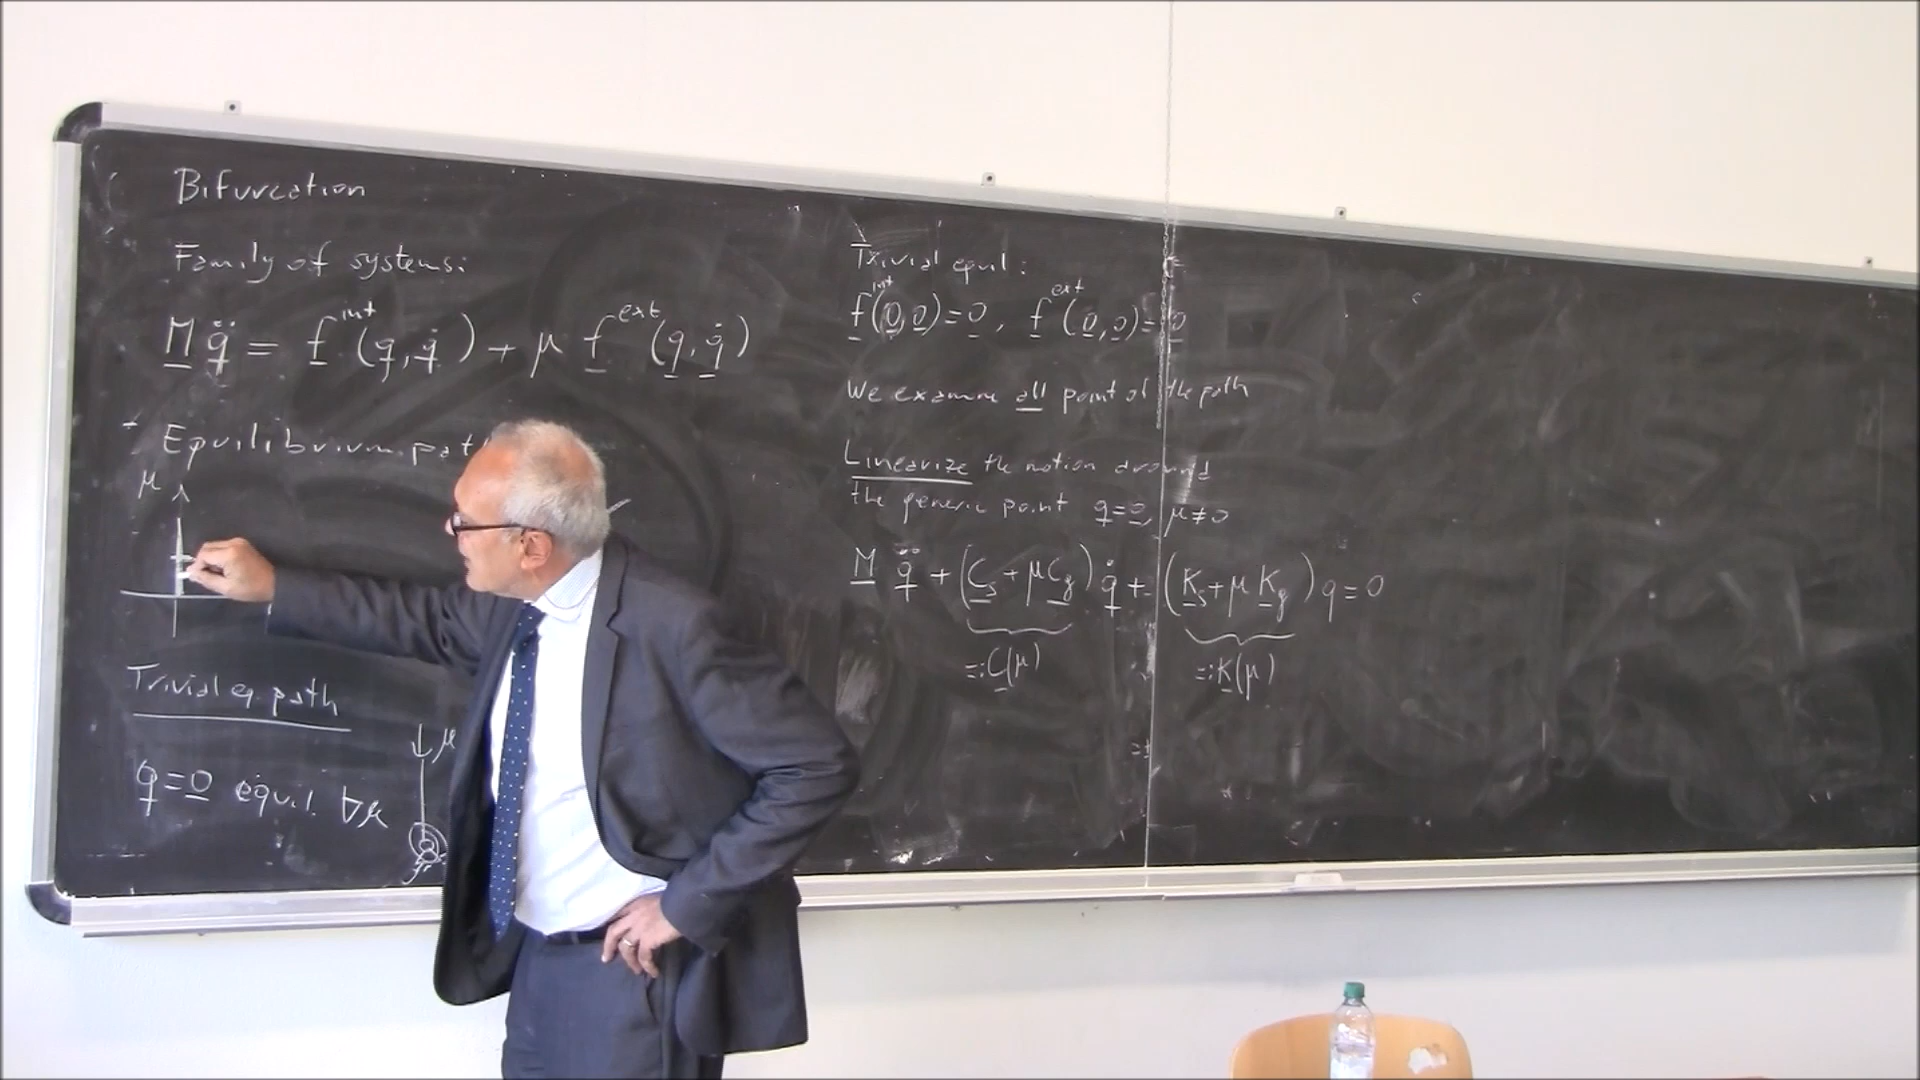 Bifurcation
Family of systems:
M q̈ = f^int (q, q̇) + μ f^ext (q, q̇)
Equilibrium pat
μ
Trivial eq. path
q = 0 equil. ∀μ
μ
Trivial equil:
f^int (0,0) = 0, f^ext (0,0) = 0
We examine all point of the path
Linearize the motion around
the generic point q = 0, μ ≠ 0
M q̈ + (C_s + μ C_g) q̇ + (K_s + μ K_g) q = 0
=: C(μ) =: K(μ)